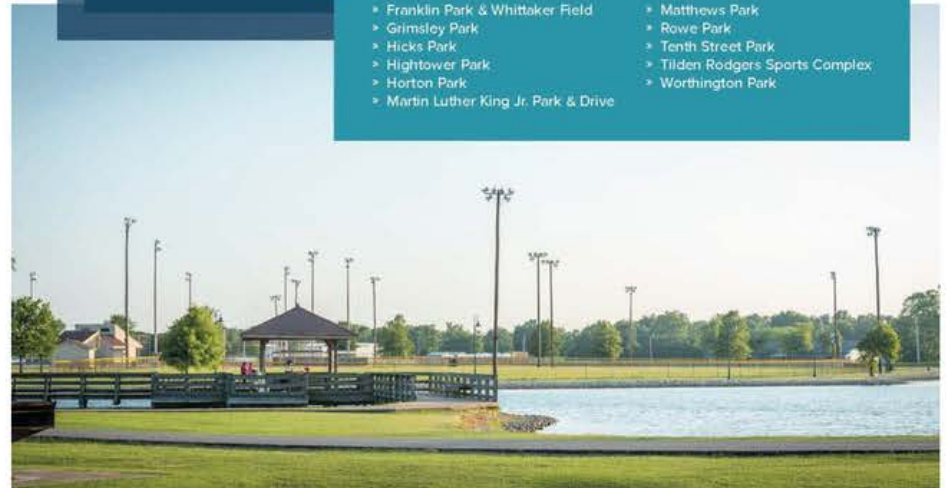 » Franklin Park & Whittaker Field
» Grimsley Park
» Hicks Park
» Hightower Park
» Horton Park
» Martin Luther King Jr. Park & Drive
» Matthews Park
» Rowe Park
» Tenth Street Park
» Tilden Rodgers Sports Complex
» Worthington Park